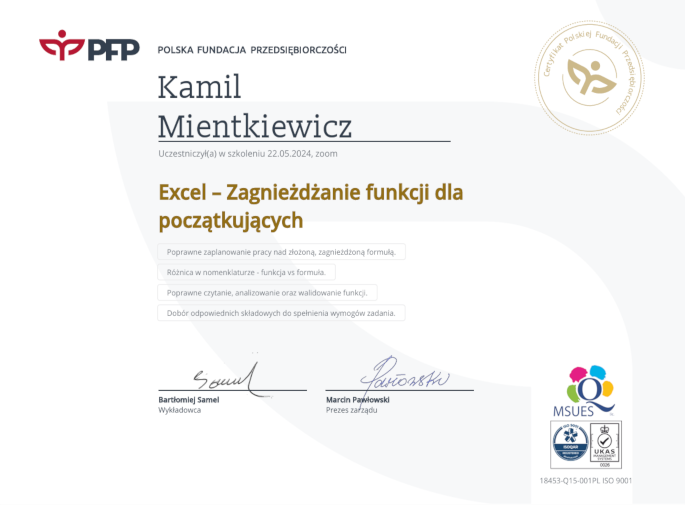 PFP
POLSKA FUNDACJA PRZEDSIĘBIORCZOŚCI
Certyfikat Polskiej Fundacji Przedsiębiorczości
Kamil
Mientkiewicz
Uczestniczył(a) w szkoleniu 22.05.2024, zoom
Excel – Zagnieżdżanie funkcji dla
początkujących
Poprawne zaplanowanie pracy nad złożoną, zagnieżdżoną formułą.
Różnica w nomenklaturze - funkcja vs formuła.
Poprawne czytanie, analizowanie oraz walidowanie funkcji.
Dobór odpowiednich składowych do spełnienia wymogów zadania.
Samel
Pawłowski
Bartłomiej Samel
Marcin Pawłowski
Wykładowca
Prezes zarządu
Q
MSUES
ISOQAR
UKAS
MANAGEMENT
SYSTEMS
0026
18453-Q15-001PL ISO 9001